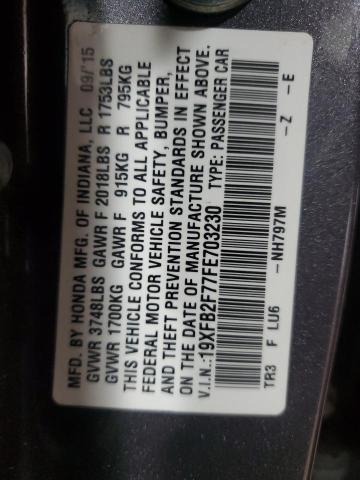 MFD. BY HONDA MFG. OF INDIANA, LLC 09/15
GVWR 3748LBS GAWR F 2018LBS R 1753LBS
GVWR 1700KG GAWR F 915KG R 795KG
THIS VEHICLE CONFORMS TO ALL APPLICABLE
FEDERAL MOTOR VEHICLE SAFETY, BUMPER,
AND THEFT PREVENTION STANDARDS IN EFFECT
ON THE DATE OF MANUFACTURE SHOWN ABOVE.
V.I.N.:19XFB2F77FE703230 TYPE: PASSENGER CAR
TR3 F LU6 -NH797M -Z -E